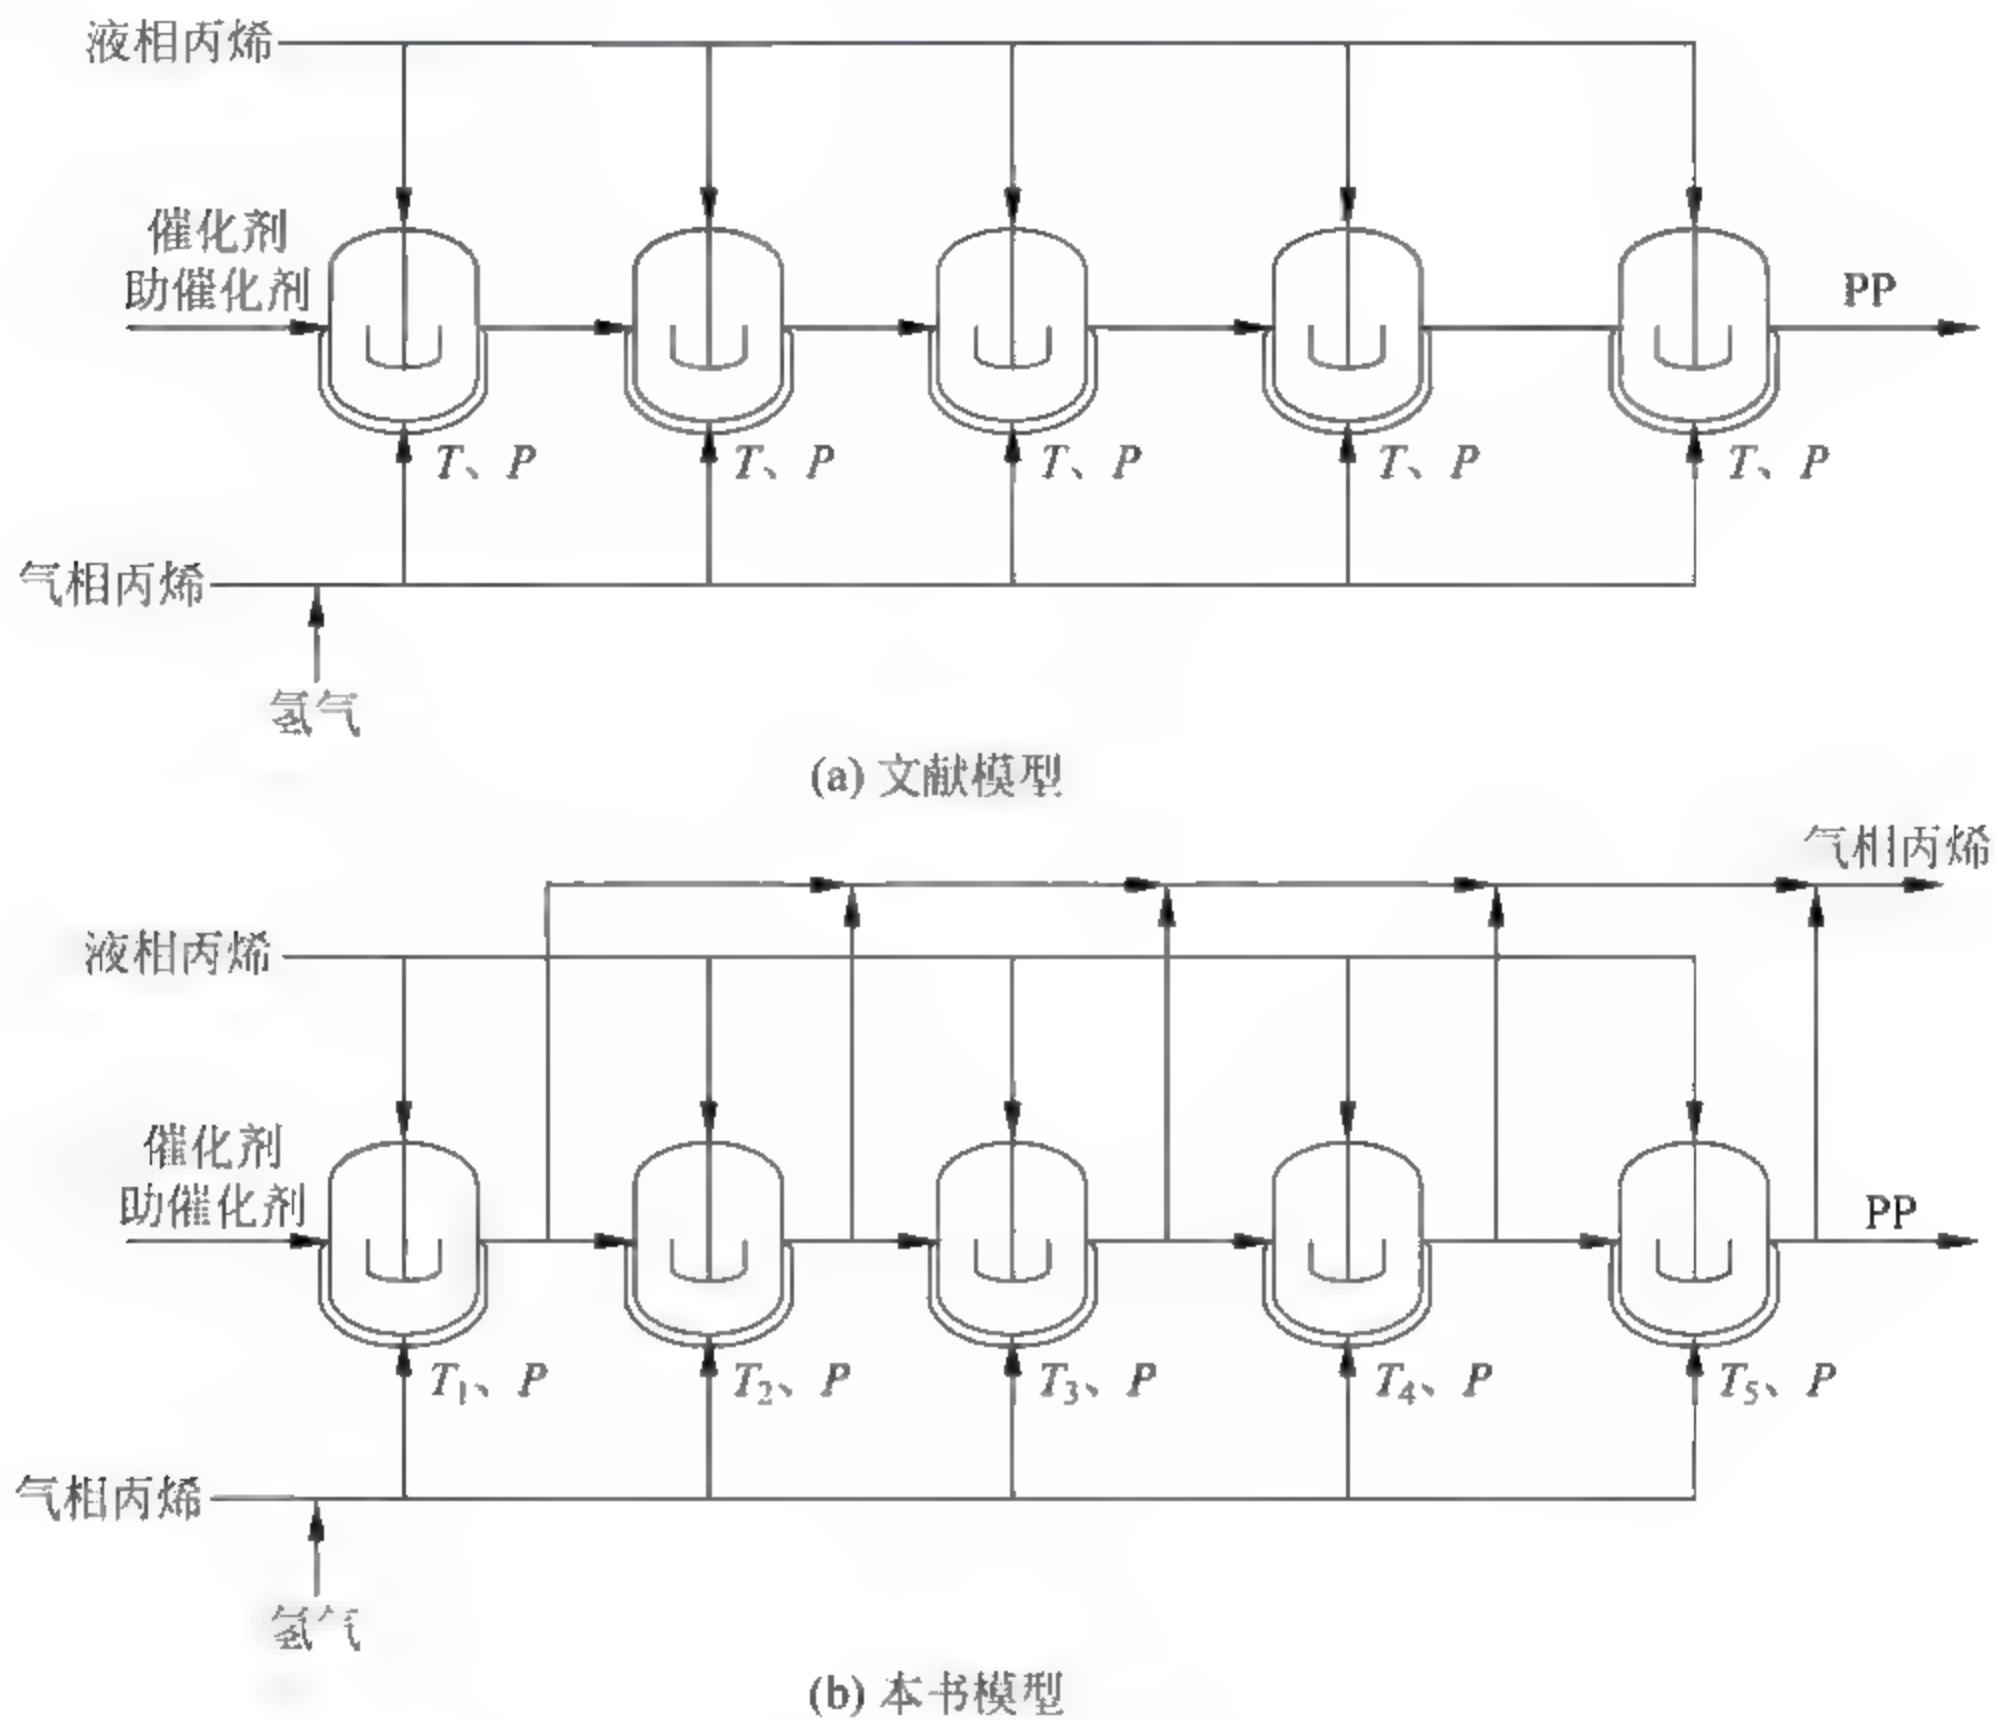 液相丙烯
催化剂
助催化剂
PP
T、P
T、P
T、P
T、P
T、P
气相丙烯
氢气
(a) 文献模型
气相丙烯
液相丙烯
催化剂
助催化剂
PP
T₁、P
T₂、P
T₃、P
T₄、P
T₅、P
气相丙烯
氢气
(b) 本书模型